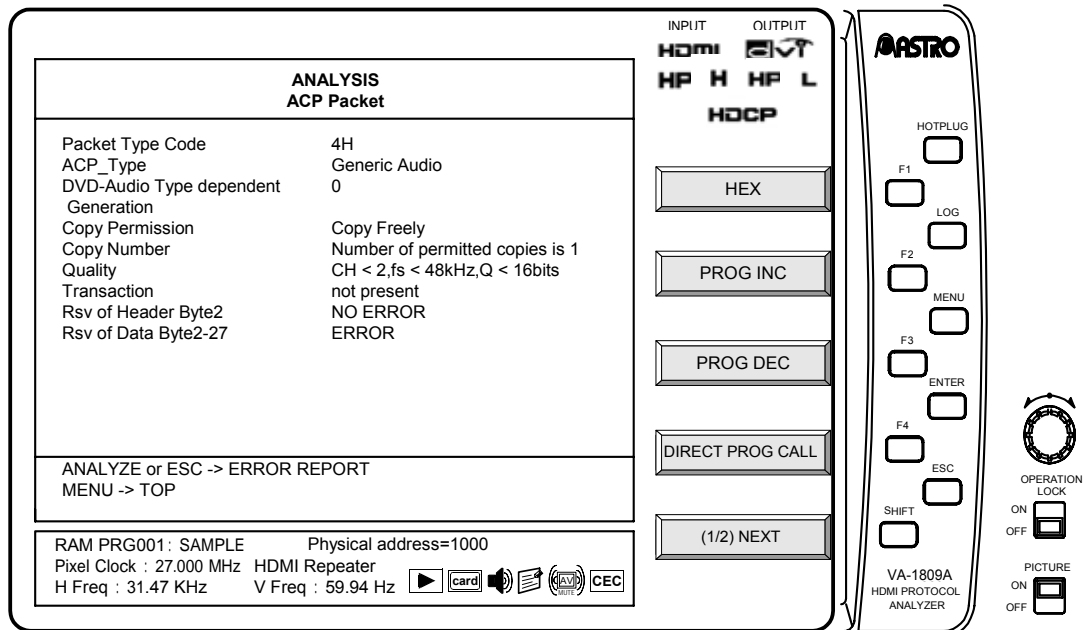 ANALYSIS
ACP Packet
Packet Type Code 4H
ACP_Type Generic Audio
DVD-Audio Type dependent 0
Generation
Copy Permission Copy Freely
Copy Number Number of permitted copies is 1
Quality CH < 2,fs < 48kHz,Q < 16bits
Transaction not present
Rsv of Header Byte2 NO ERROR
Rsv of Data Byte2-27 ERROR
ANALYZE or ESC -> ERROR REPORT
MENU -> TOP
RAM PRG001: SAMPLE Physical address=1000
Pixel Clock : 27.000 MHz HDMI Repeater
H Freq : 31.47 KHz V Freq : 59.94 Hz card AV MUTE CEC
INPUT OUTPUT
HDMI DVI
HP H HP L
HDCP
HEX
PROG INC
PROG DEC
DIRECT PROG CALL
(1/2) NEXT
ASTRO
HOTPLUG
F1
LOG
F2
MENU
F3
ENTER
F4
ESC
SHIFT
VA-1809A
HDMI PROTOCOL
ANALYZER
OPERATION
LOCK
ON
OFF
PICTURE
ON
OFF